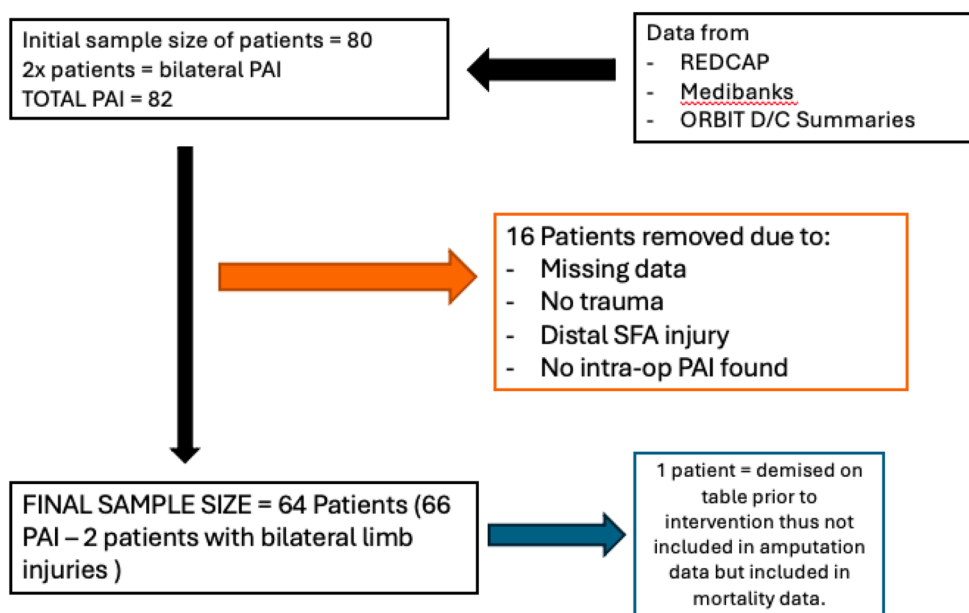 Initial sample size of patients = 80
2x patients = bilateral PAI
TOTAL PAI = 82
Data from
- REDCAP
- Medibanks
- ORBIT D/C Summaries
16 Patients removed due to:
- Missing data
- No trauma
- Distal SFA injury
- No intra-op PAI found
FINAL SAMPLE SIZE = 64 Patients (66
PAI – 2 patients with bilateral limb
injuries )
1 patient = demised on
table prior to
intervention thus not
included in amputation
data but included in
mortality data.